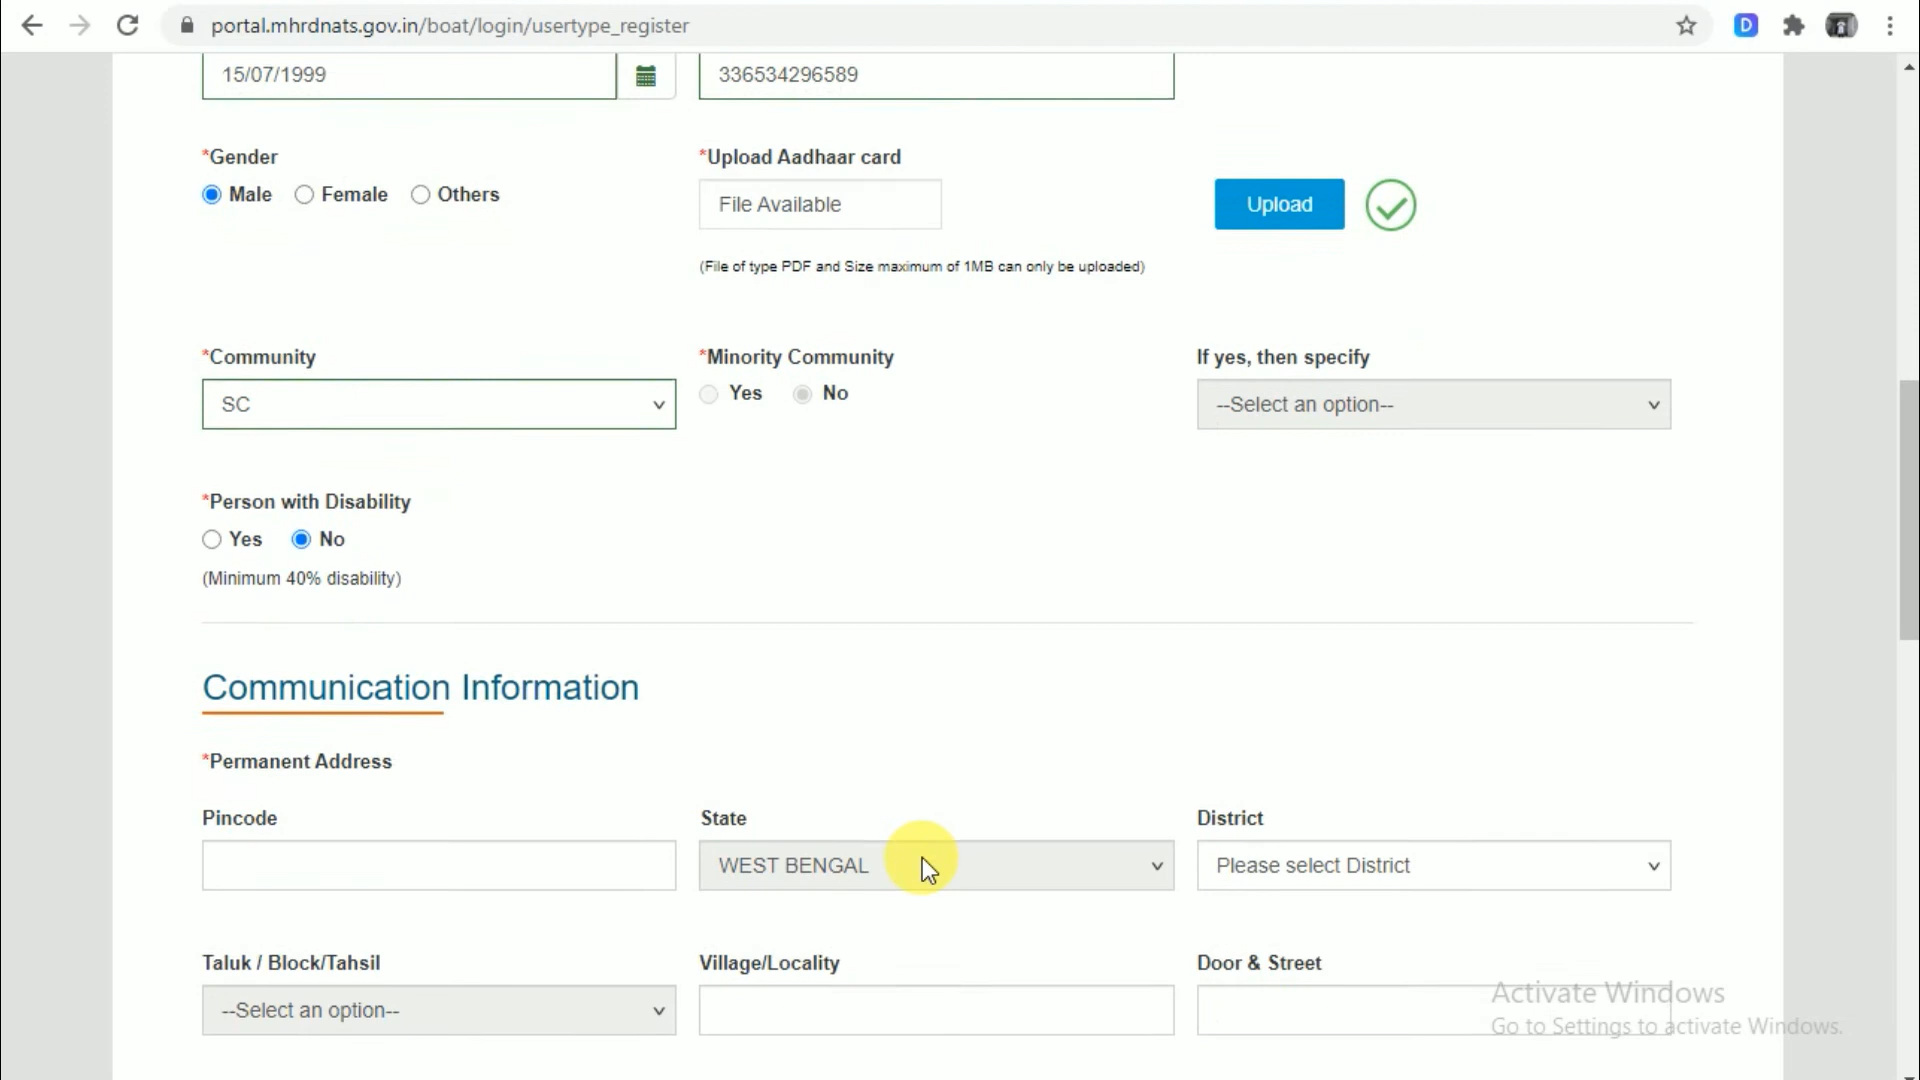 portal.mhrdnats.gov.in/boat/login/usertype_register
D
15/07/1999
336534296589
*Gender
*Upload Aadhaar card
Male Female Others
File Available
Upload
(File of type PDF and Size maximum of 1MB can only be uploaded)
*Community
*Minority Community
If yes, then specify
SC
Yes No
--Select an option--
*Person with Disability
Yes No
(Minimum 40% disability)
Communication Information
*Permanent Address
Pincode
State
District
WEST BENGAL
Please select District
Taluk / Block/Tahsil
Village/Locality
Door & Street
--Select an option--
Activate Windows
Go to Settings to activate Windows.